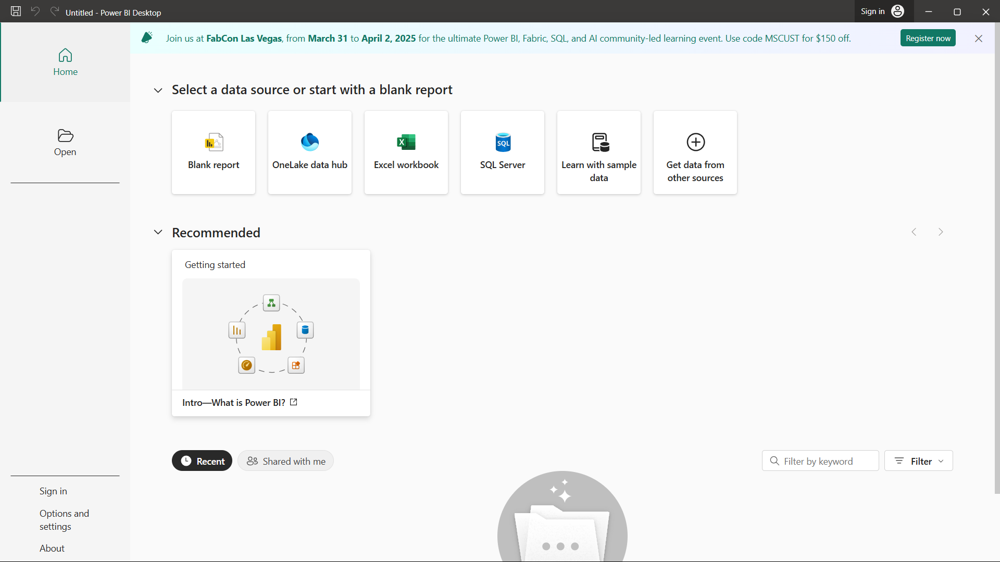 Untitled - Power BI Desktop
Sign in
Join us at FabCon Las Vegas, from March 31 to April 2, 2025 for the ultimate Power BI, Fabric, SQL, and AI community-led learning event. Use code MSCUST for $150 off.
Register now
Home
Open
Select a data source or start with a blank report
Blank report
OneLake data hub
X
Excel workbook
SQL
SQL Server
Learn with sample
data
Get data from
other sources
Recommended
Getting started
Intro—What is Power BI?
Recent
Shared with me
Filter by keyword
Filter
Sign in
Options and
settings
About